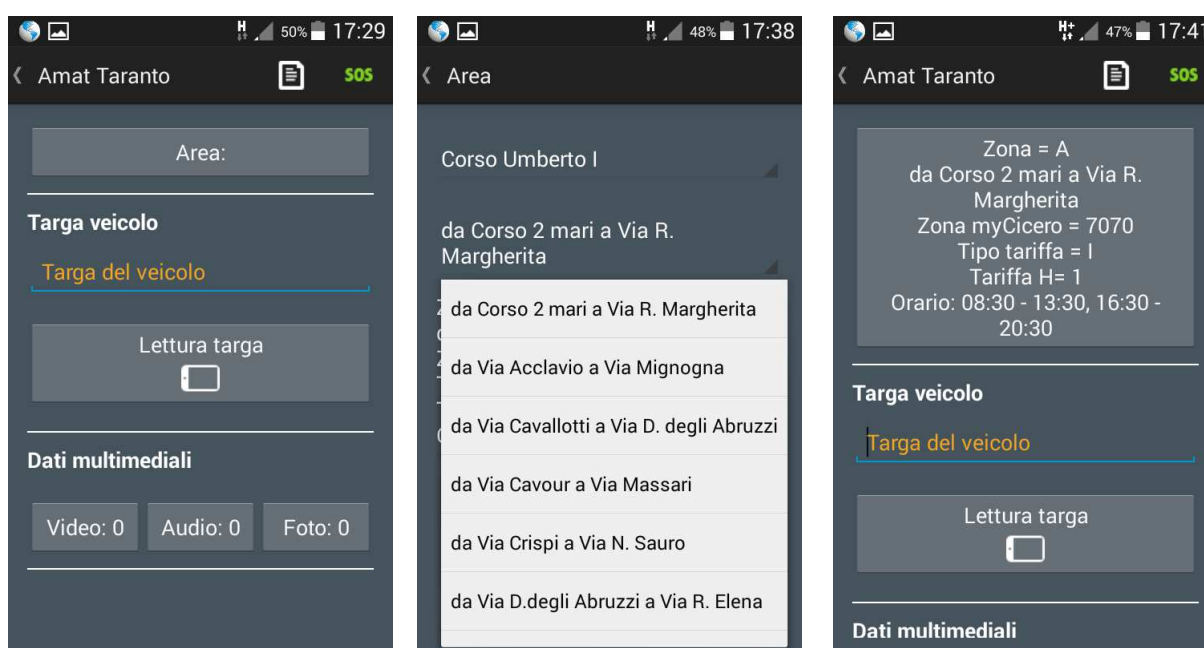 50% 17:29
Amat Taranto SOS
Area:
Targa veicolo
Targa del veicolo
Lettura targa
Dati multimediali
Video: 0 Audio: 0 Foto: 0
H 48% 17:38
Area
Corso Umberto I
da Corso 2 mari a Via R.
Margherita
da Corso 2 mari a Via R. Margherita
da Via Acclavio a Via Mignogna
da Via Cavallotti a Via D. degli Abruzzi
da Via Cavour a Via Massari
da Via Crispi a Via N. Sauro
da Via D.degli Abruzzi a Via R. Elena
H+ 47% 17:41
Amat Taranto SOS
Zona = A
da Corso 2 mari a Via R.
Margherita
Zona myCicero = 7070
Tipo tariffa = I
Tariffa H= 1
Orario: 08:30 - 13:30, 16:30 -
20:30
Targa veicolo
Targa del veicolo
Lettura targa
Dati multimediali